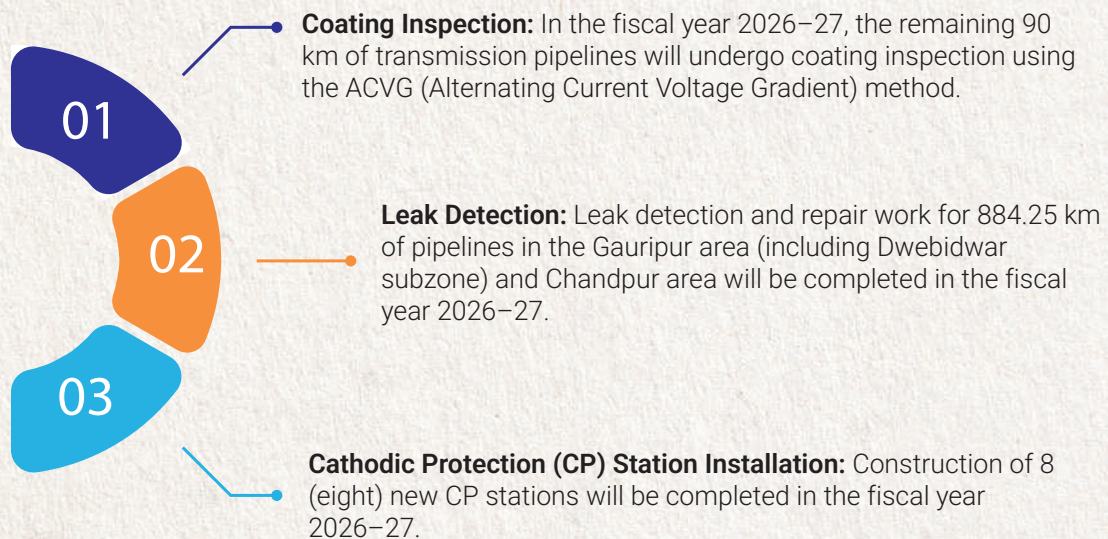 01
Coating Inspection: In the fiscal year 2026–27, the remaining 90
km of transmission pipelines will undergo coating inspection using
the ACVG (Alternating Current Voltage Gradient) method.
02
Leak Detection: Leak detection and repair work for 884.25 km
of pipelines in the Gauripur area (including Dwebidwar
subzone) and Chandpur area will be completed in the fiscal
year 2026–27.
03
Cathodic Protection (CP) Station Installation: Construction of 8
(eight) new CP stations will be completed in the fiscal year
2026–27.